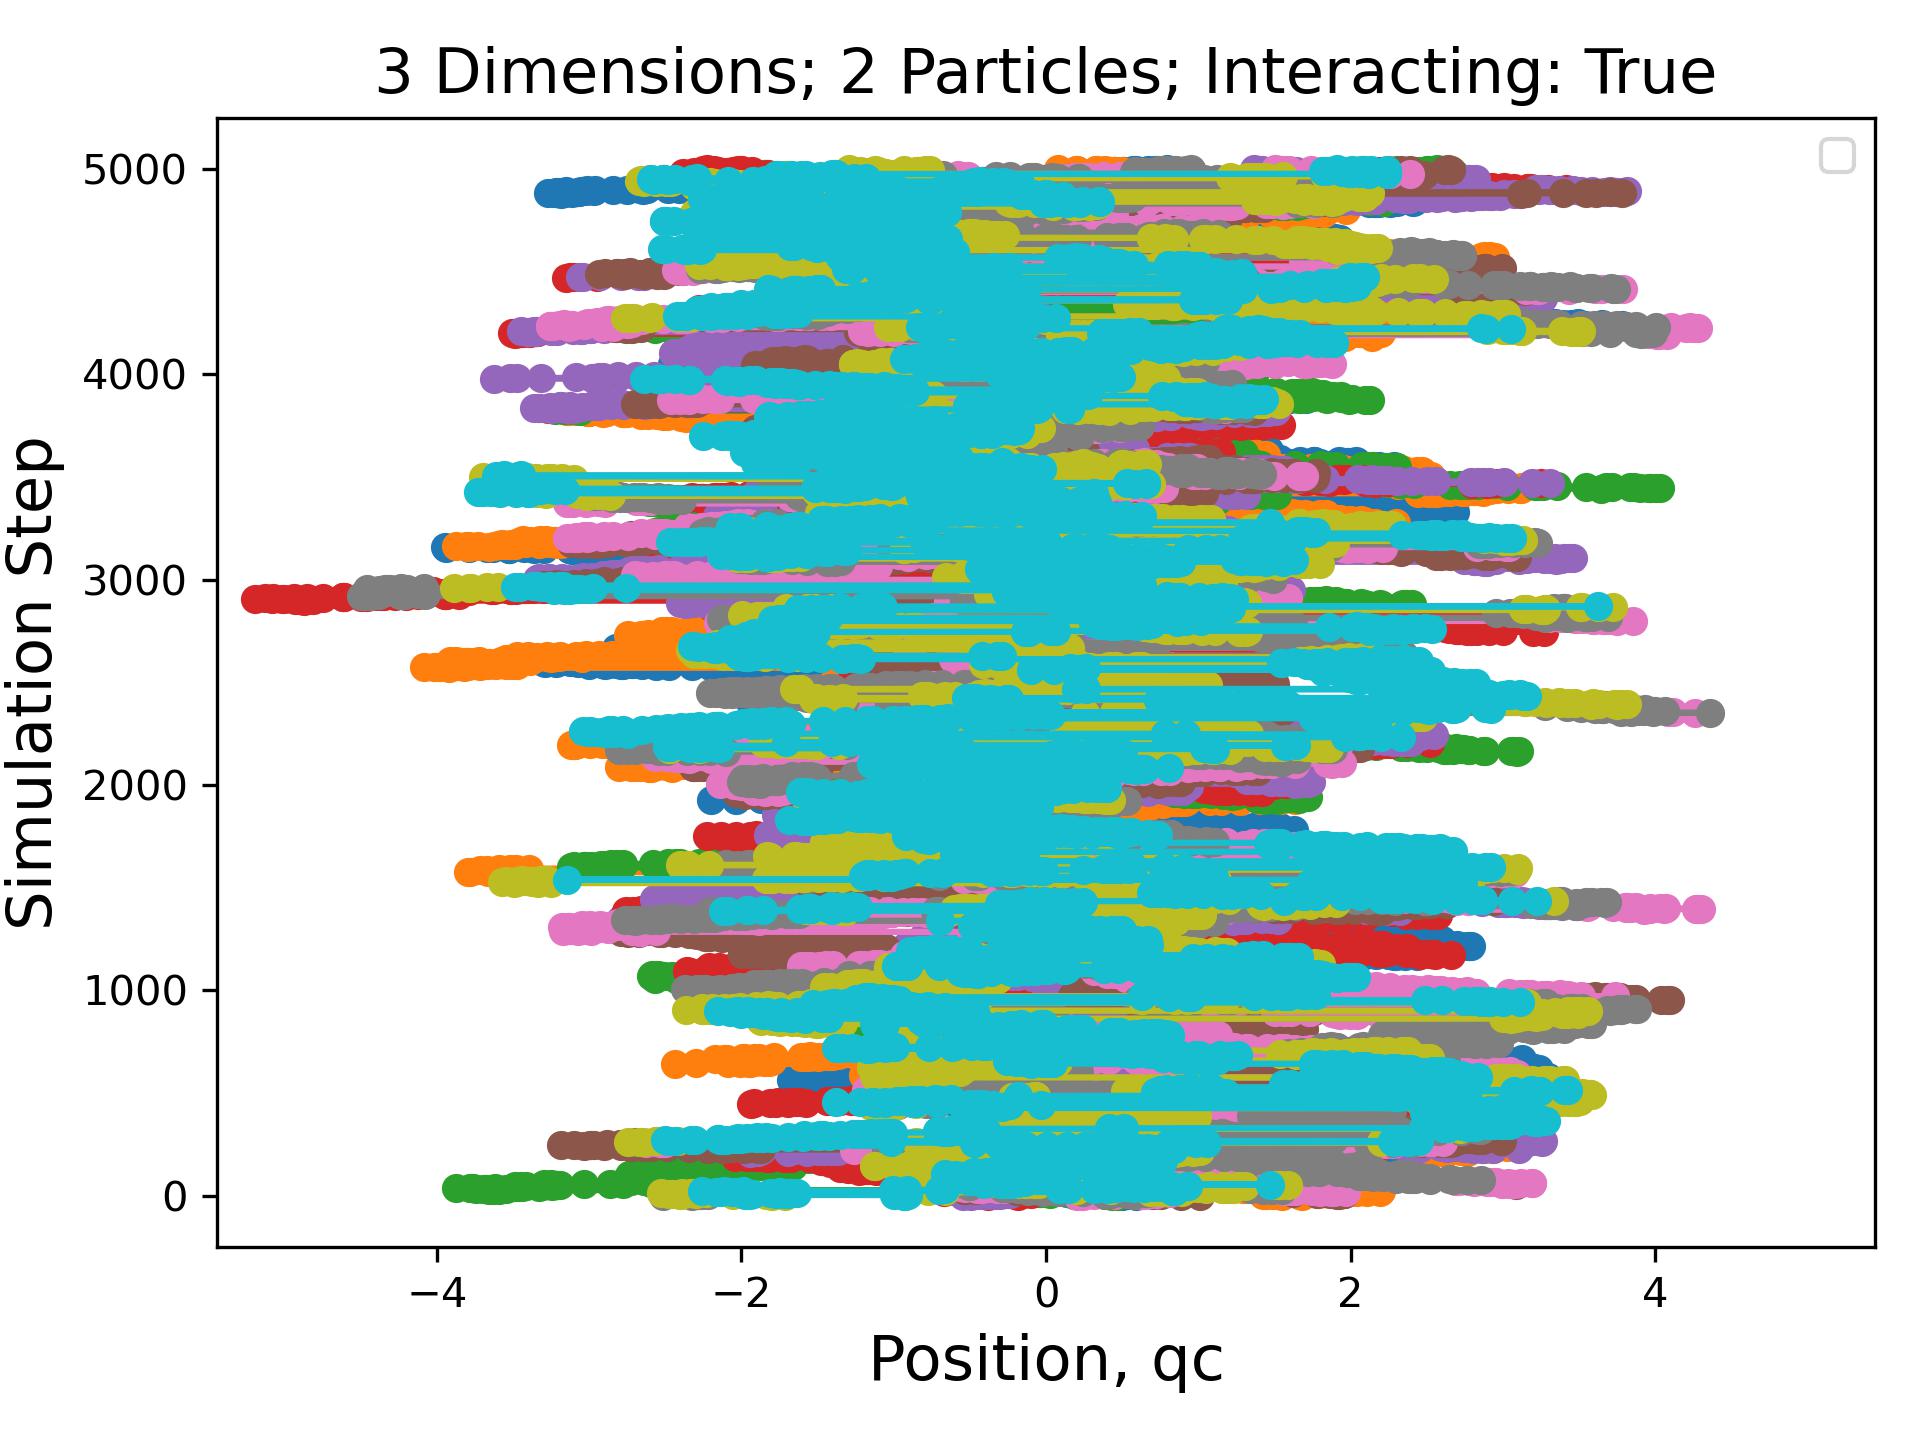 3 Dimensions; 2 Particles; Interacting: True
5000
4000
3000
2000
1000
0
Simulation Step
−4 −2 0 2 4
Position, qc